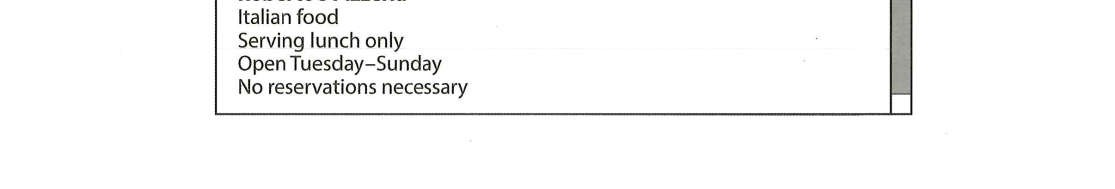 Italian food
Serving lunch only
Open Tuesday–Sunday
No reservations necessary